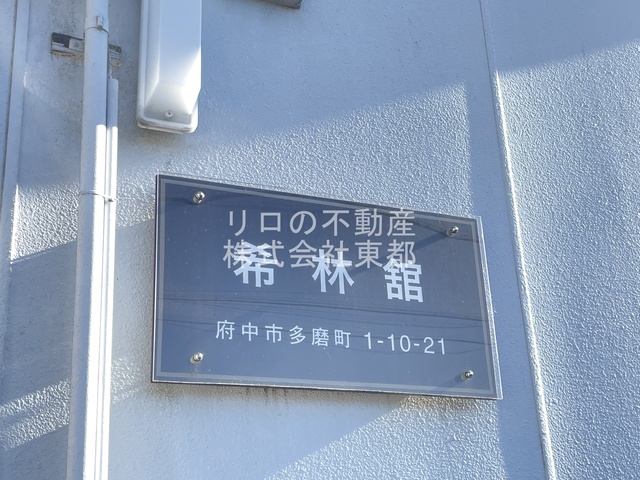 リロの不動産
株式会社東都
希林舘
府中市多磨町 1-10-21